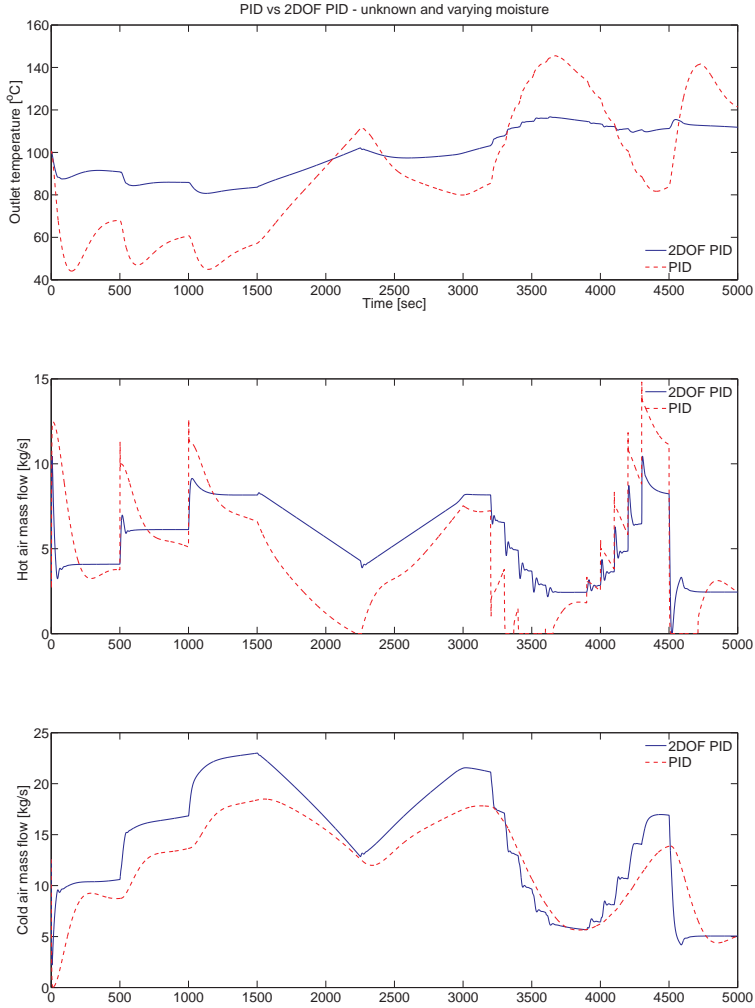 PID vs 2DOF PID - unknown and varying moisture
160
140
120
100
80
60
40
Outlet temperature [°C]
2DOF PID
PID
0 500 1000 1500 2000 2500 3000 3500 4000 4500 5000
Time [sec]
15
10
5
0
Hot air mass flow [kg/s]
2DOF PID
PID
0 500 1000 1500 2000 2500 3000 3500 4000 4500 5000
25
20
15
10
5
0
Cold air mass flow [kg/s]
2DOF PID
PID
0 500 1000 1500 2000 2500 3000 3500 4000 4500 5000